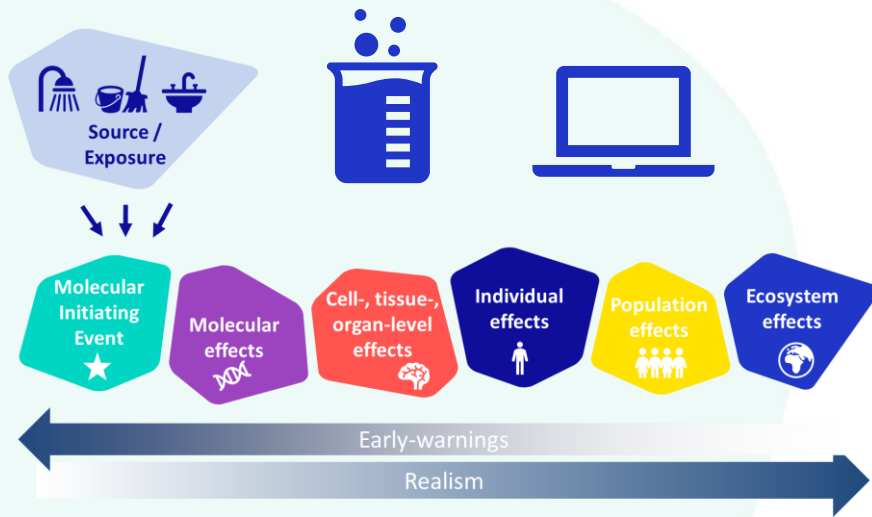 Source /
Exposure
Molecular
Initiating
Event
Molecular
effects
Cell-, tissue-,
organ-level
effects
Individual
effects
Population
effects
Ecosystem
effects
Early-warnings
Realism